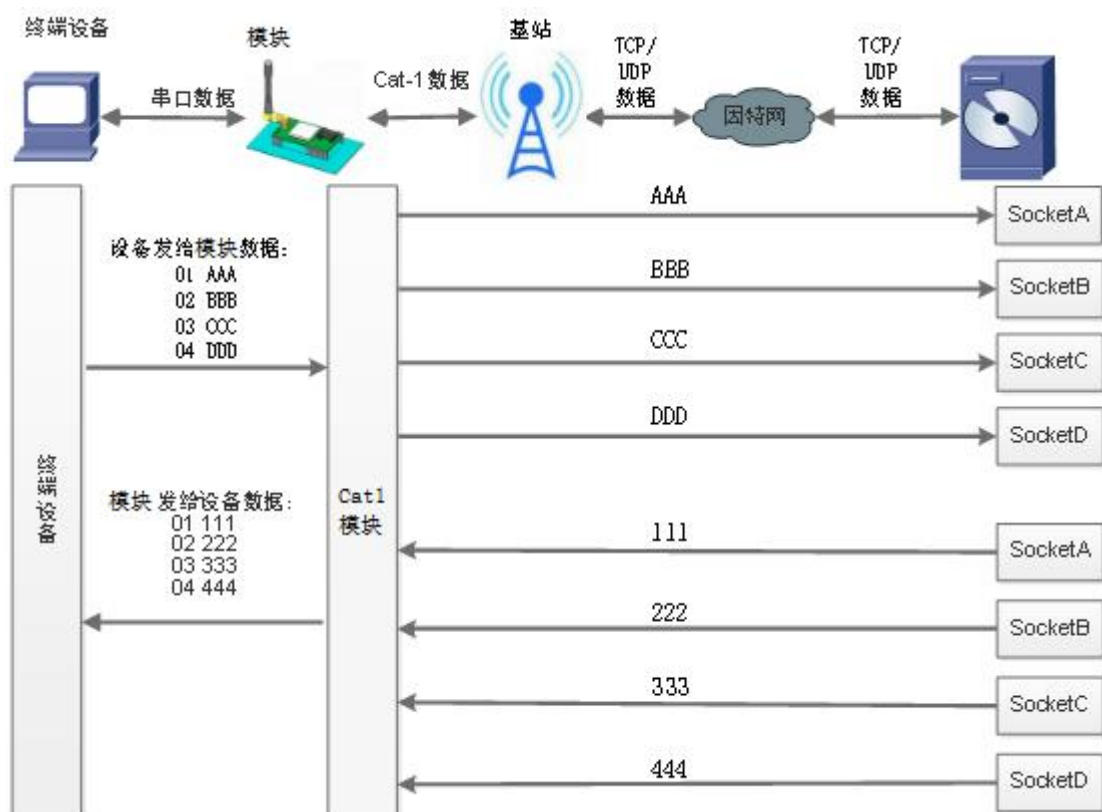 终端设备
模块
基站
TCP/
UDP
数据
TCP/
UDP
数据
串口数据
Cat-1数据
因特网
AAA
SocketA
设备发给模块数据：
01 AAA
02 BBB
03 CCC
04 DDD
BBB
SocketB
CCC
SocketC
DDD
SocketD
终端设备
模块 发给设备数据：
01 111
02 222
03 333
04 444
Cat1
模块
111
SocketA
222
SocketB
333
SocketC
444
SocketD